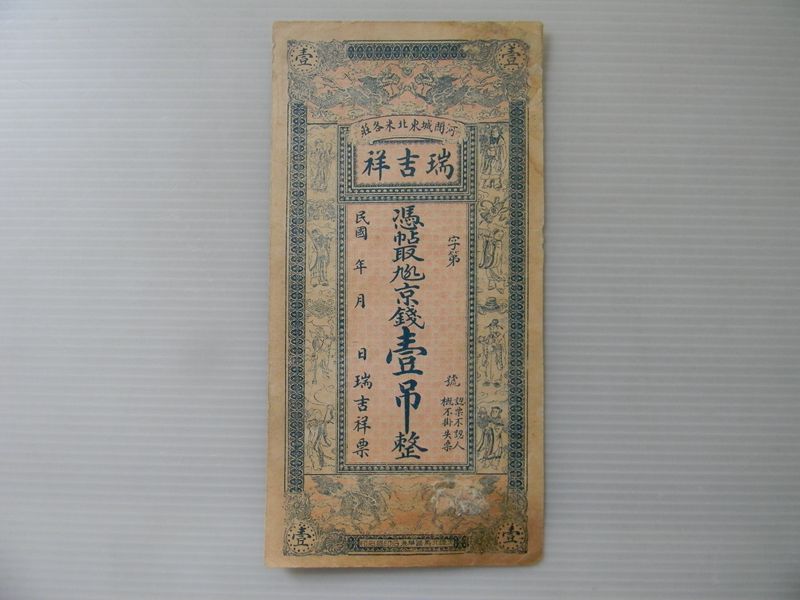 壹 壹
河間城東北米各莊
瑞吉祥
字第 號
認票不認人
概不掛失票
憑帖取九八京錢壹吊整
民國 年 月 日 瑞吉祥票
壹 壹